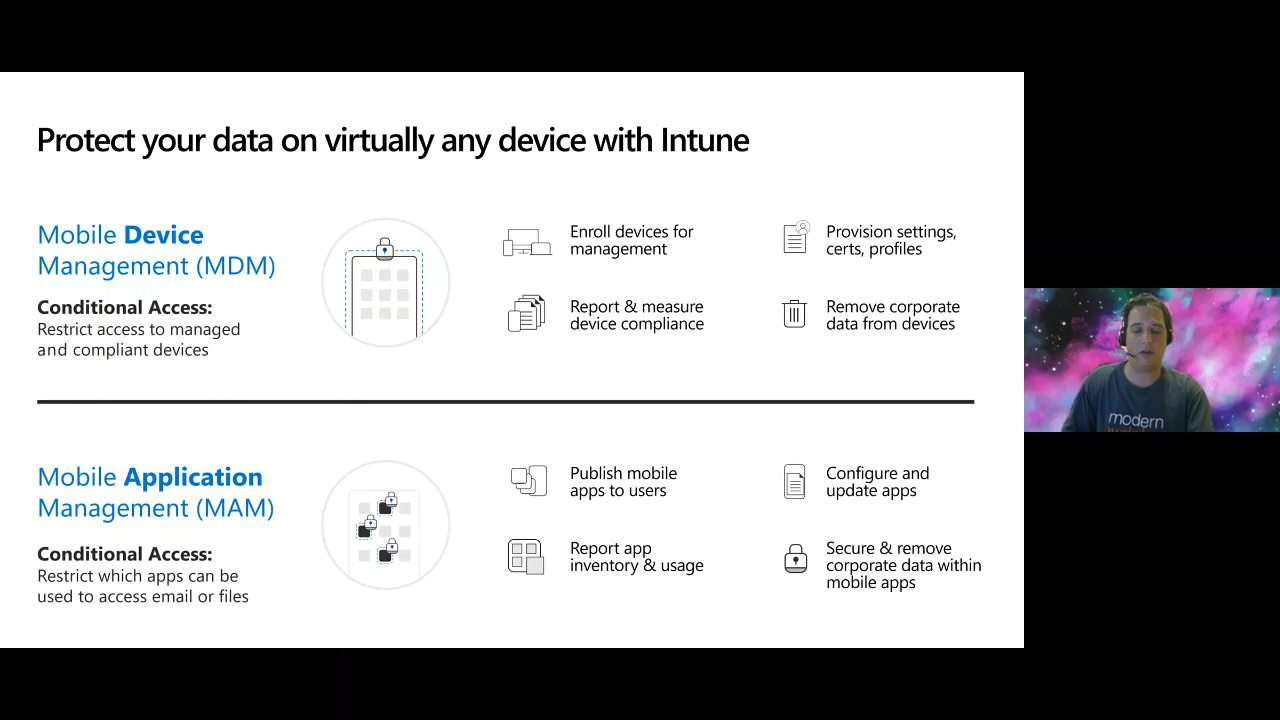 Protect your data on virtually any device with Intune
Mobile Device
Management (MDM)
Conditional Access:
Restrict access to managed
and compliant devices
Enroll devices for
management
Provision settings,
certs, profiles
Report & measure
device compliance
Remove corporate
data from devices
Mobile Application
Management (MAM)
Conditional Access:
Restrict which apps can be
used to access email or files
Publish mobile
apps to users
Configure and
update apps
Report app
inventory & usage
Secure & remove
corporate data within
mobile apps
modern